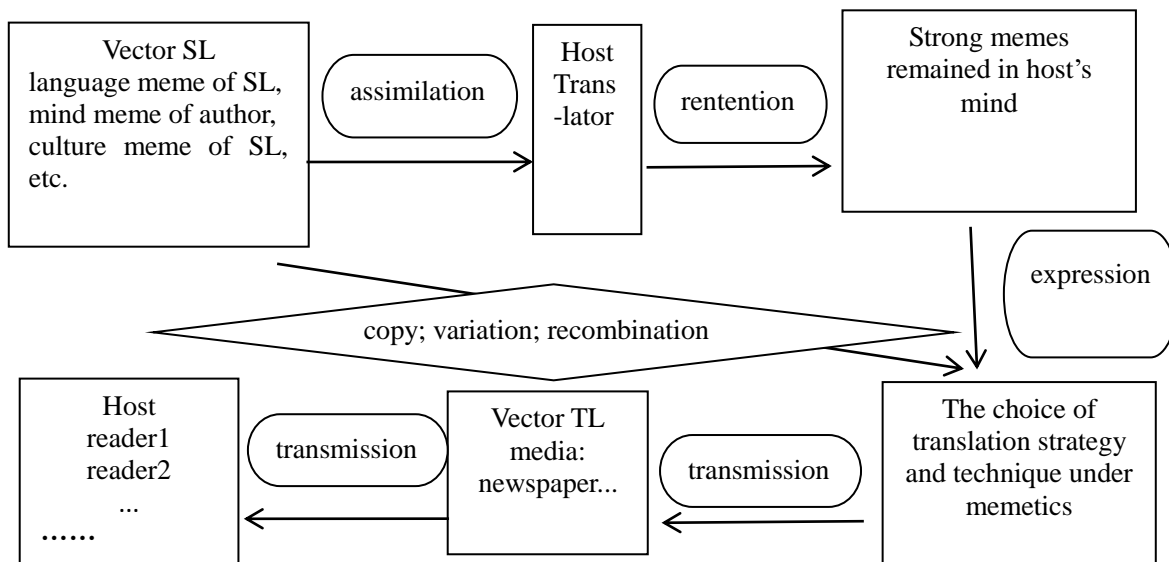 Vector SL
language meme of SL,
mind meme of author,
culture meme of SL,
etc.
assimilation
Host
Trans
-lator
rentention
Strong memes
remained in host's
mind
expression
copy; variation; recombination
Host
reader1
reader2
...
......
transmission
Vector TL
media:
newspaper...
transmission
The choice of
translation strategy
and technique under
memetics